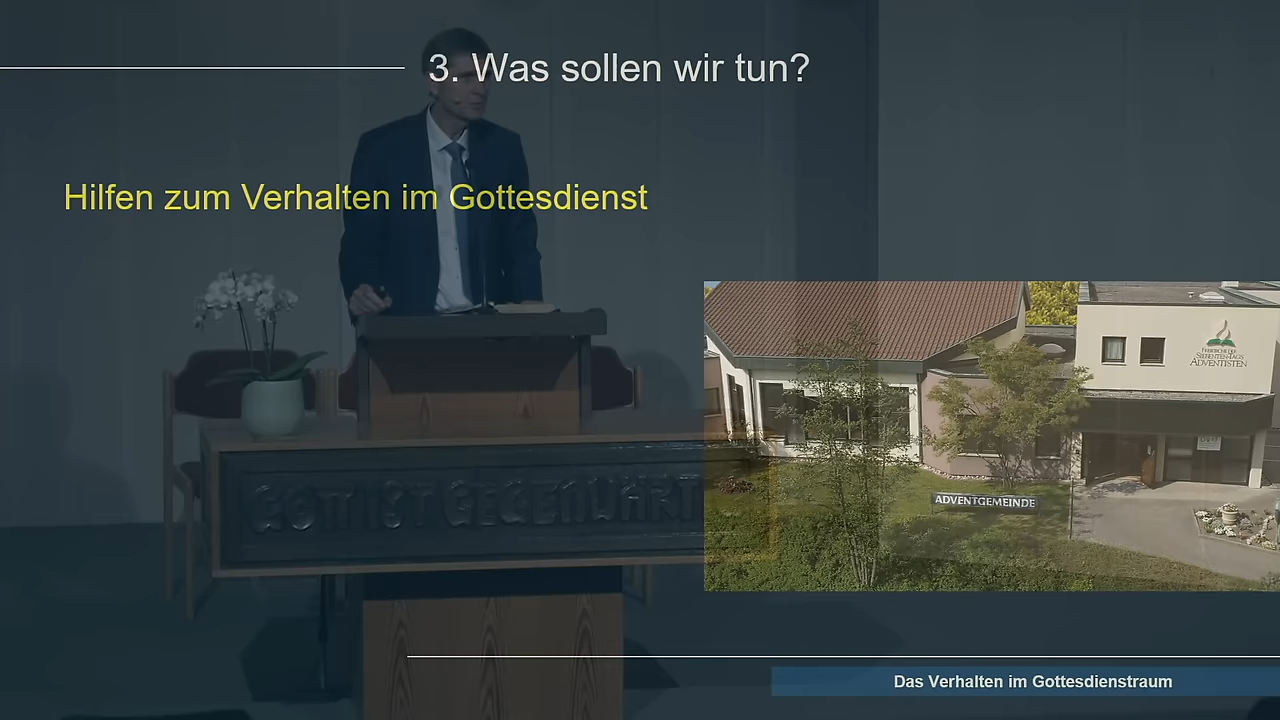 3. Was sollen wir tun?
Hilfen zum Verhalten im Gottesdienst
FREIKIRCHE DER
SIEBENTEN-TAGS
ADVENTISTEN
ADVENTGEMEINDE
GOTT IST GEGENWÄRT
Das Verhalten im Gottesdienstraum